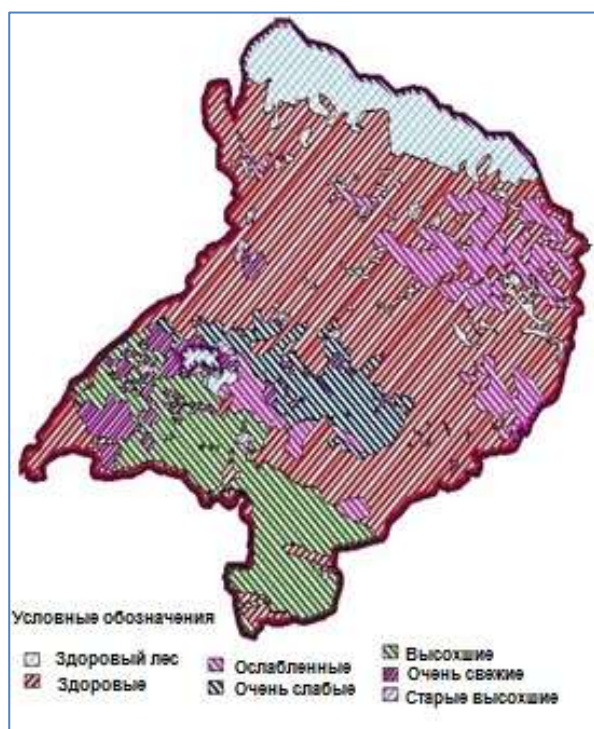 Условные обозначения
Здоровый лес
Здоровые
Ослабленные
Очень слабые
Высохшие
Очень свежие
Старые высохшие